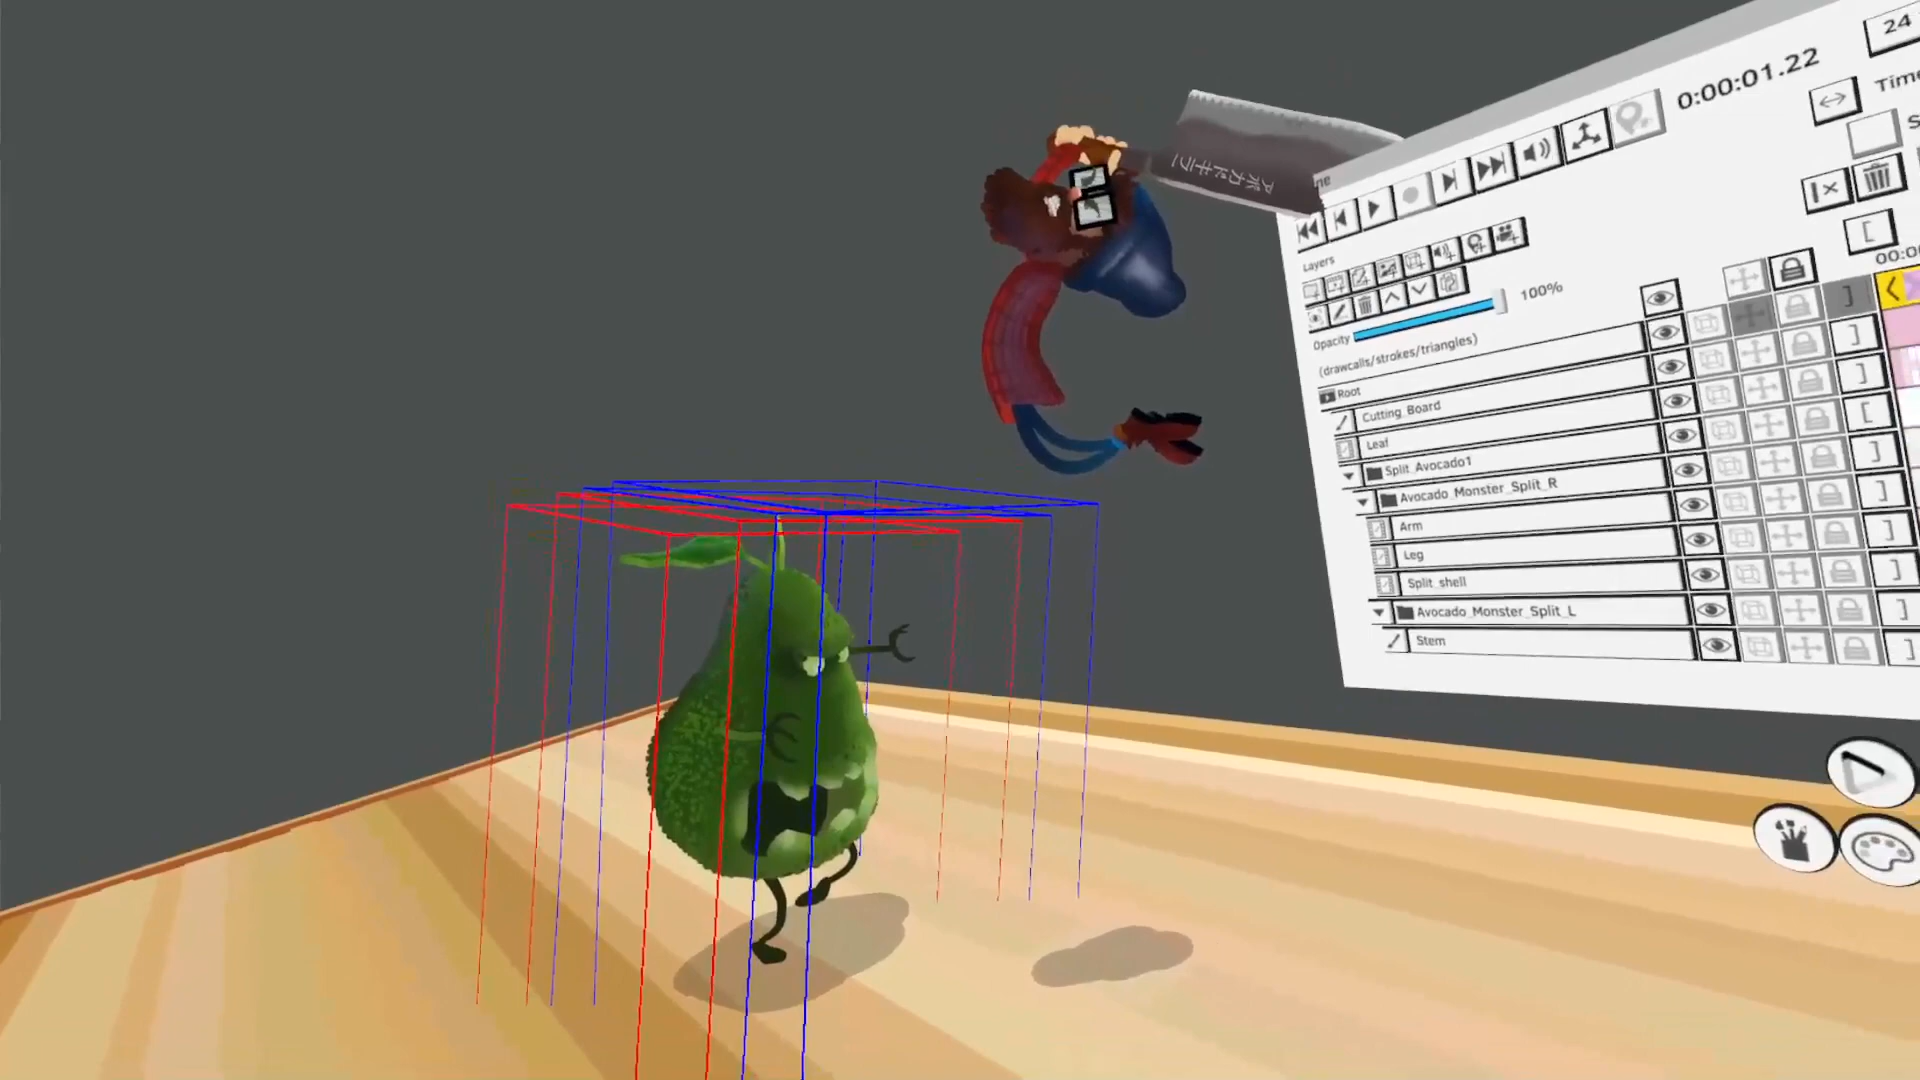 24
0:00:01.22
Time
ne
Layers
100%
Opacity
(drawcalls/strokes/triangles)
Root
Cutting_Board
Leaf
Split_Avocado1
Avocado_Monster_Split_R
Arm
Leg
Split_shell
Avocado_Monster_Split_L
Stem